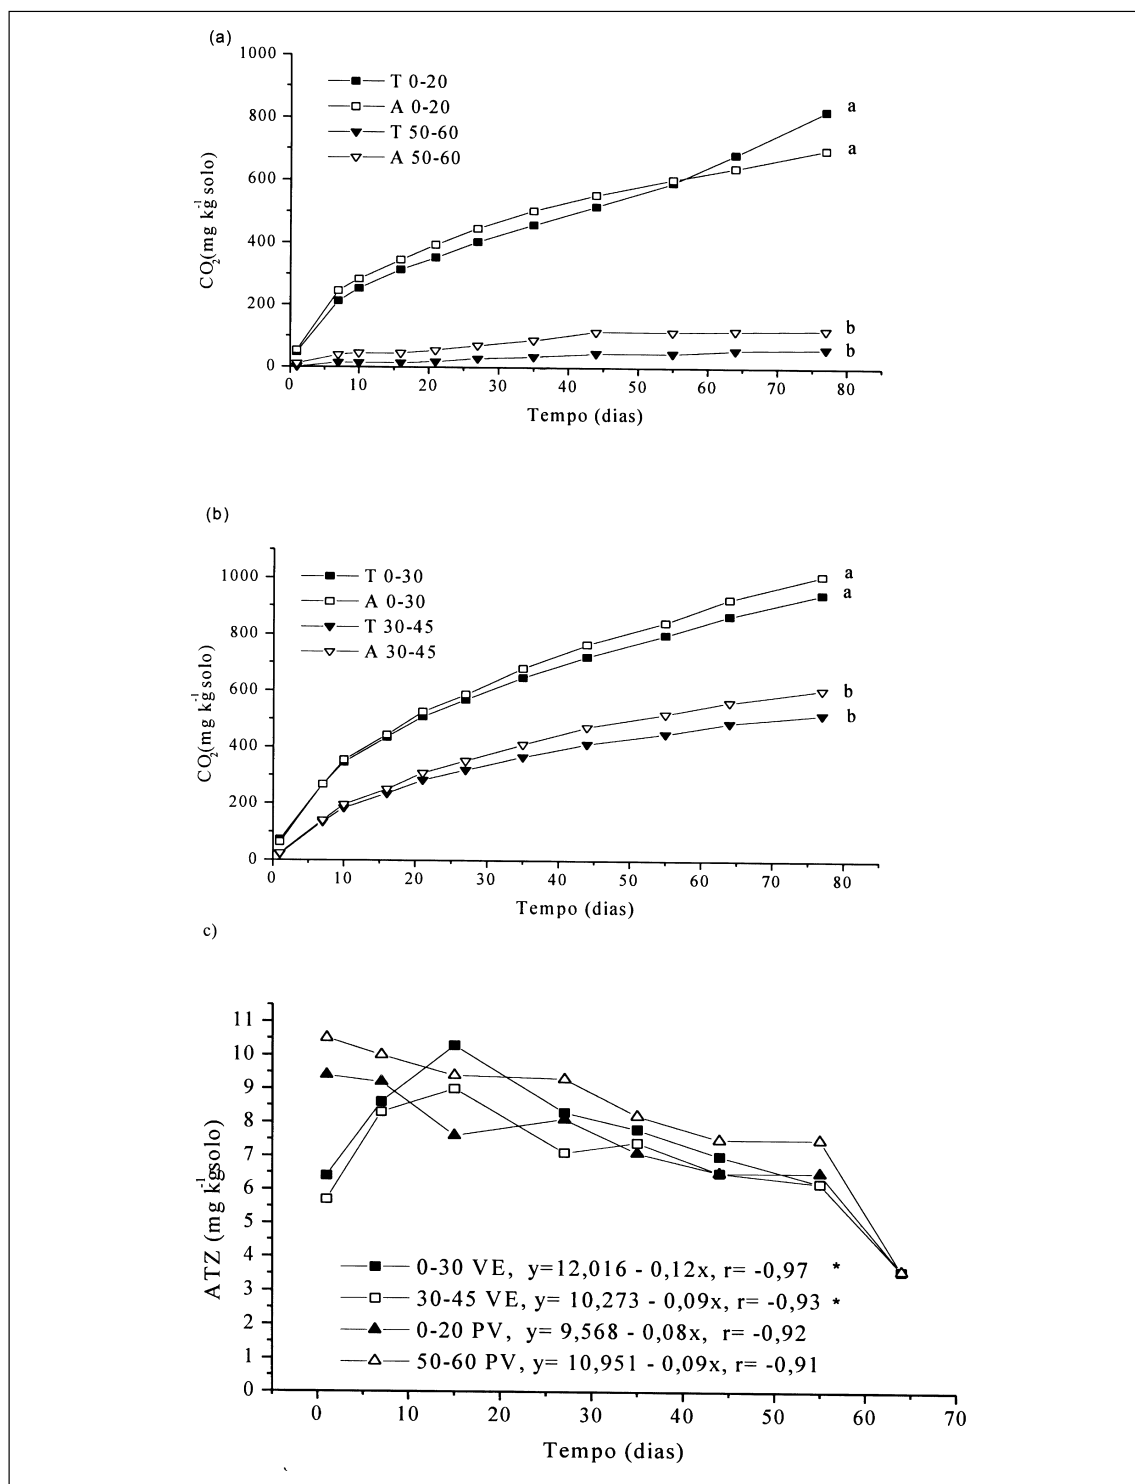 (a)
1000
800
600
400
200
0
CO2(mg kg-1solo)
T 0-20
A 0-20
T 50-60
A 50-60
a
a
b
b
0 10 20 30 40 50 60 70 80
Tempo (dias)
(b)
1000
800
600
400
200
0
CO2(mg kg-1solo)
T 0-30
A 0-30
T 30-45
A 30-45
a
a
b
b
0 10 20 30 40 50 60 70 80
Tempo (dias)
c)
11
10
9
8
7
6
5
4
3
2
1
0
ATZ (mg kg-1solo)
0-30 VE, y=12,016 - 0,12x, r= -0,97 *
30-45 VE, y= 10,273 - 0,09x, r= -0,93 *
0-20 PV, y= 9,568 - 0,08x, r= -0,92
50-60 PV, y= 10,951 - 0,09x, r= -0,91
0 10 20 30 40 50 60 70
Tempo (dias)